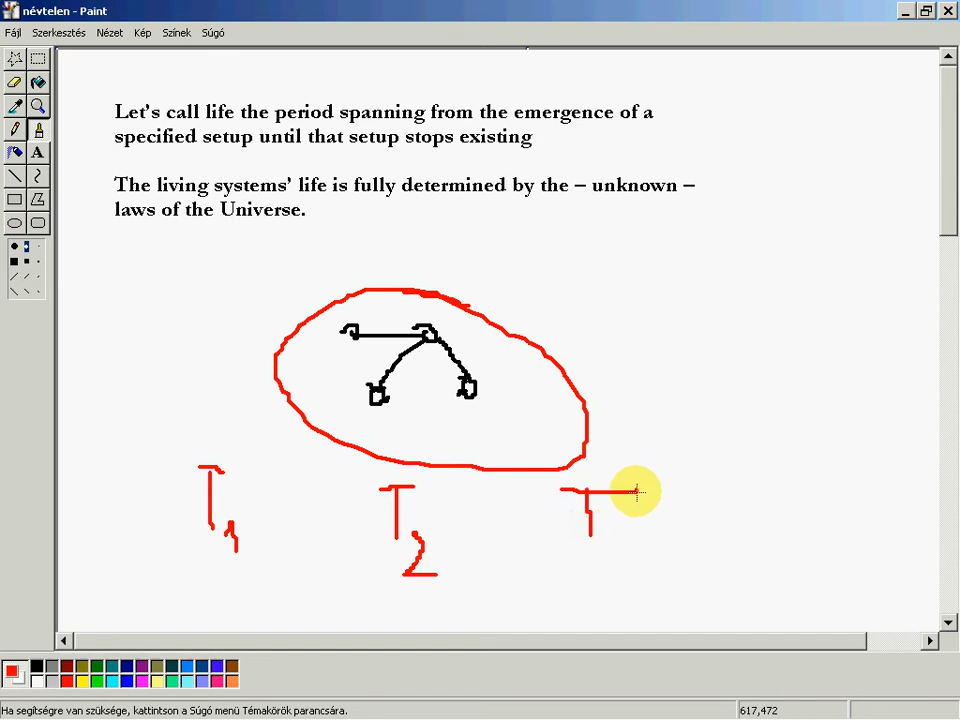 névtelen - Paint
Fájl Szerkesztés Nézet Kép Színek Súgó
Let's call life the period spanning from the emergence of a
specified setup until that setup stops existing
The living systems' life is fully determined by the – unknown –
laws of the Universe.
T1 T2 T
A
Ha segítségre van szüksége, kattintson a Súgó menü Témakörök parancsára.
617,472